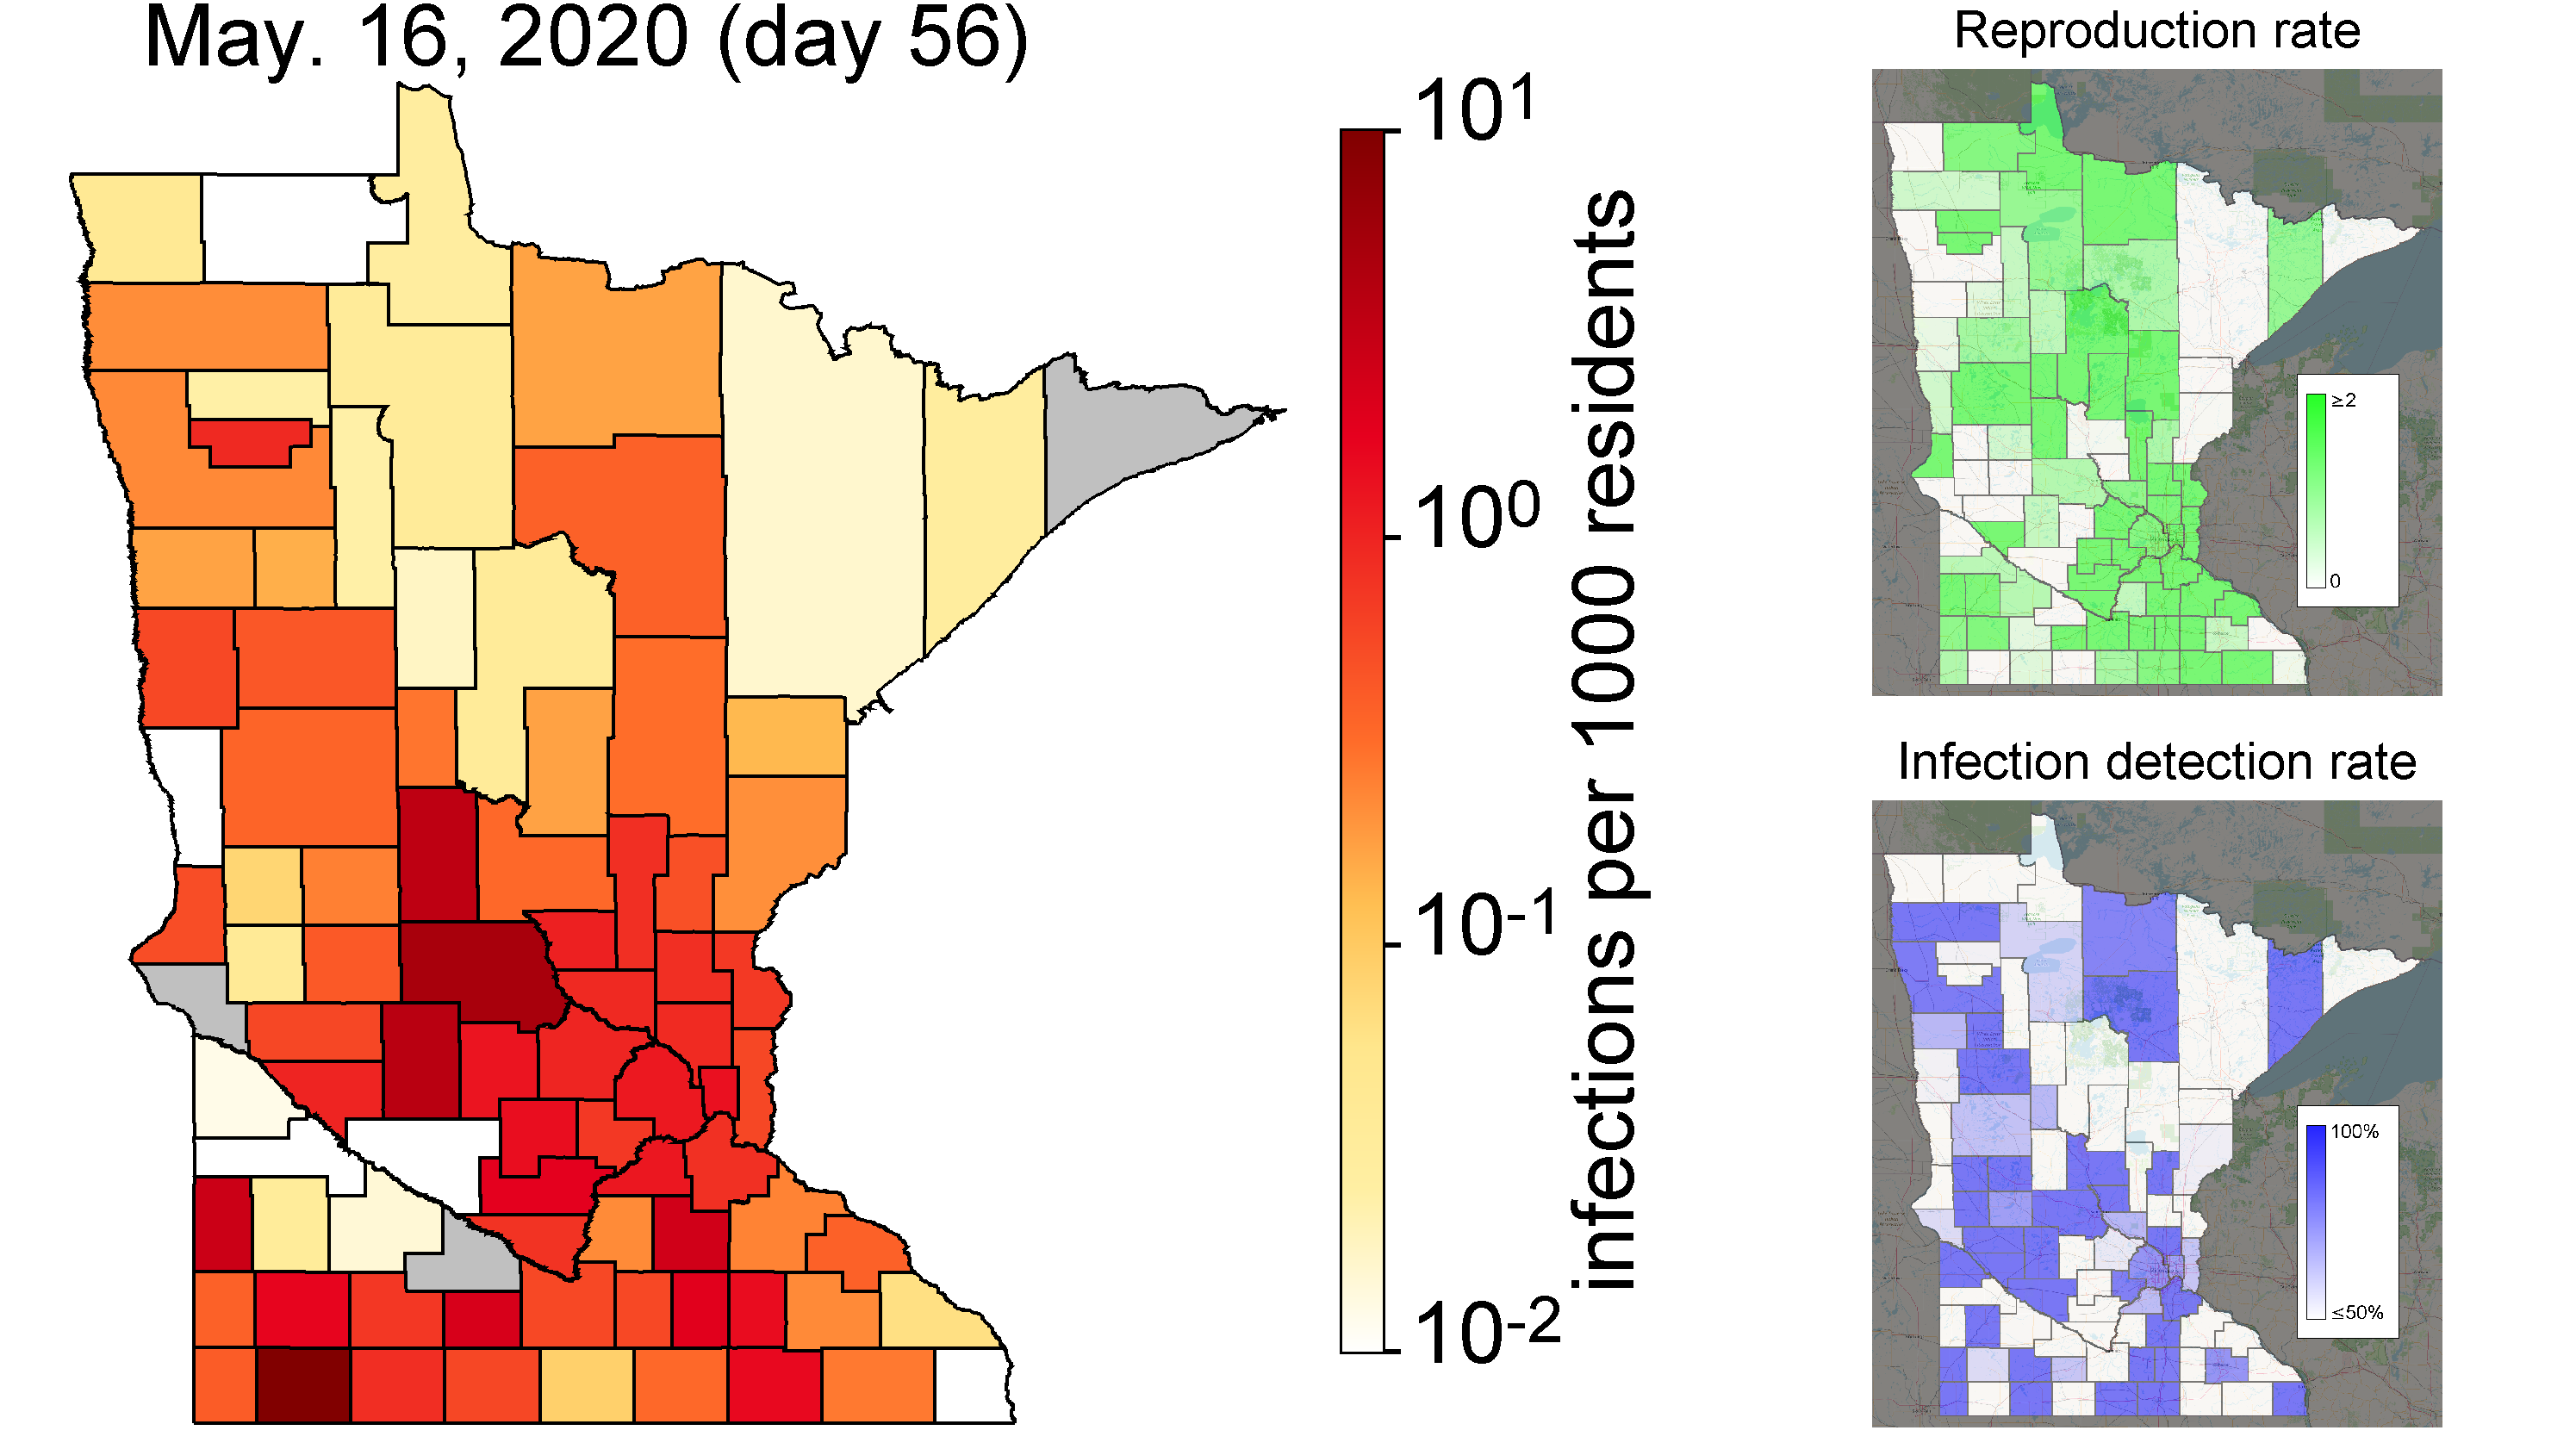 May. 16, 2020 (day 56)
10¹
10⁰
10⁻¹
10⁻²
infections per 1000 residents
Reproduction rate
≥2
0
Infection detection rate
100%
≤50%